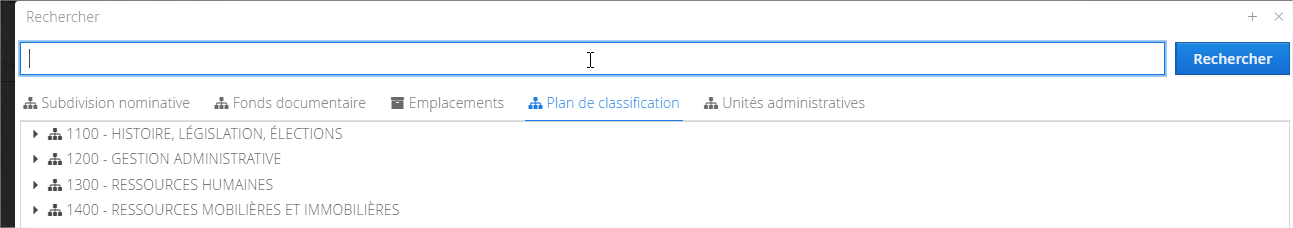 Rechercher
Rechercher
Subdivision nominative Fonds documentaire Emplacements Plan de classification Unités administratives
1100 - HISTOIRE, LÉGISLATION, ÉLECTIONS
1200 - GESTION ADMINISTRATIVE
1300 - RESSOURCES HUMAINES
1400 - RESSOURCES MOBILIÈRES ET IMMOBILIÈRES